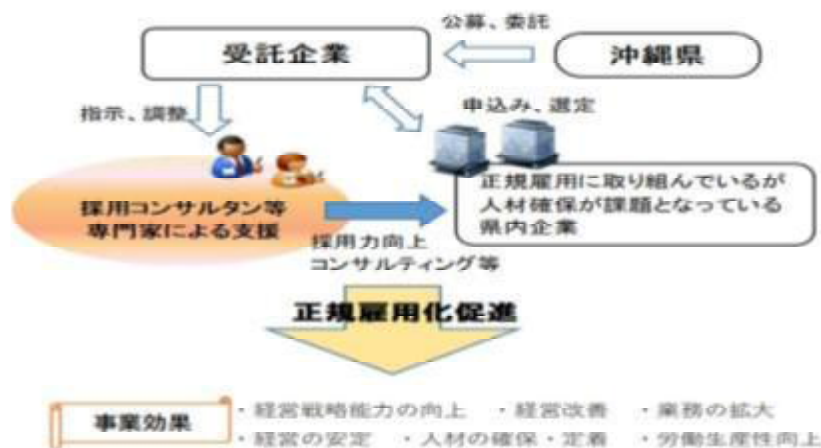 公募、委託
受託企業
沖縄県
指示、調整
申込み、選定
採用コンサルタン等
専門家による支援
正規雇用に取り組んでいるが
人材確保が課題となっている
県内企業
採用力向上
コンサルティング等
正規雇用化促進
事業効果
・経営戦略能力の向上 ・経営改善 ・業務の拡大
・経営の安定 ・人材の確保・定着 ・労働生産性向上